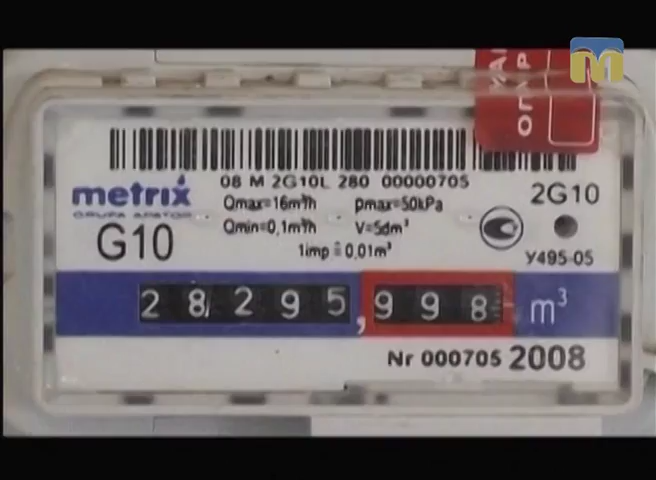 M
ОПЛР
08 M 2G10L 280 00000705
metrix
GRUPA APATOR
G10
Qmax=16m³/h pmax=50kPa
Qmin=0,1m³/h V=5dm³
1imp ≙ 0,01m³
2G10
У495-05
28295,998 m³
Nr 000705 2008